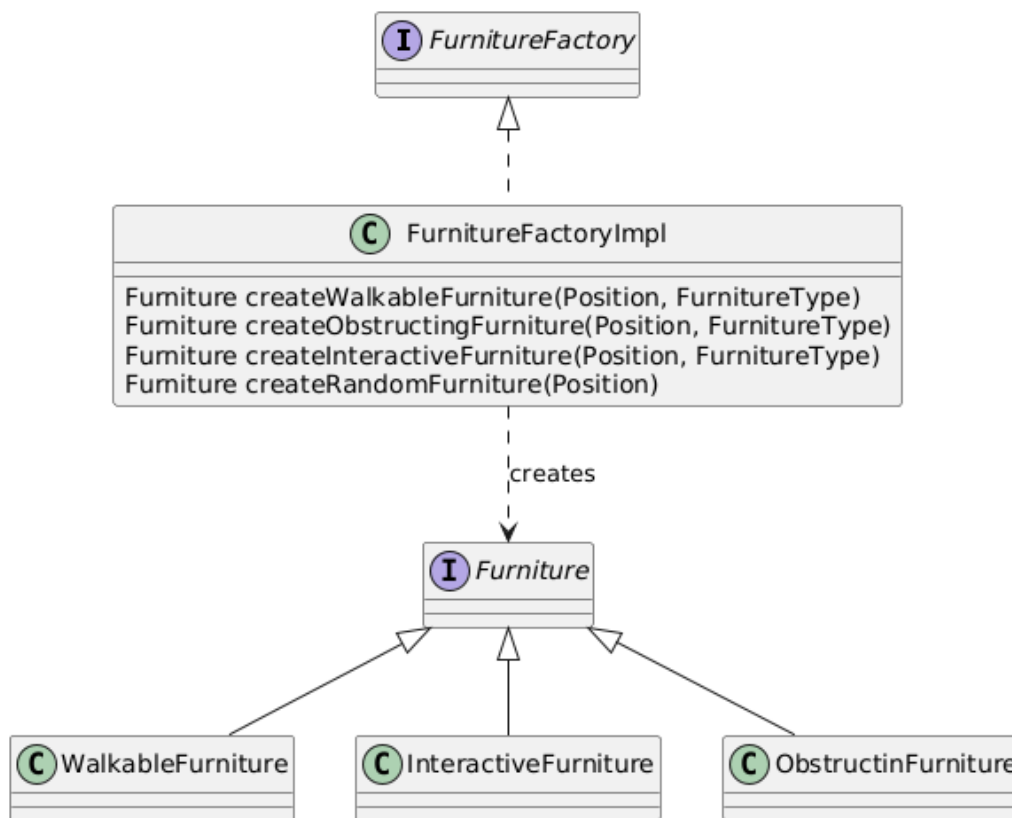 I FurnitureFactory
C FurnitureFactoryImpl
Furniture createWalkableFurniture(Position, FurnitureType)
Furniture createObstructingFurniture(Position, FurnitureType)
Furniture createInteractiveFurniture(Position, FurnitureType)
Furniture createRandomFurniture(Position)
creates
I Furniture
C WalkableFurniture
C InteractiveFurniture
C ObstructinFurniture